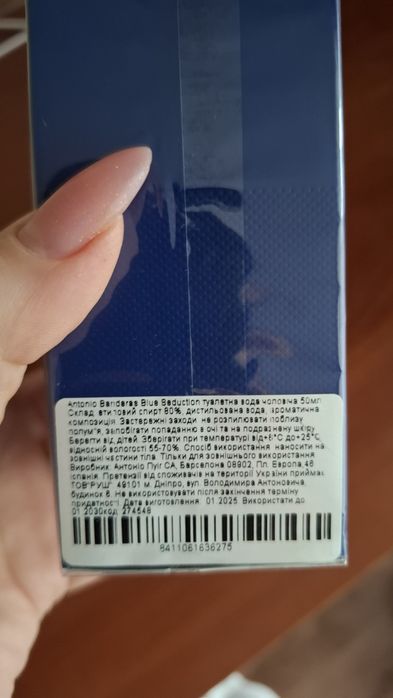 Antonio Banderas Blue Seduction туалетна вода чоловіча 50мл
Склад: етиловий спирт 80%, дистильована вода, ароматична
композиція. Застережні заходи: не розпилювати поблизу
полум'я, запобігати попаданню в очі та на подразнену шкіру.
Берегти від дітей. Зберігати при температурі від+5°C до+25°C,
відносній вологості 55-70%. Спосіб використання: наносити на
зовнішні частини тіла. Тільки для зовнішнього використання
Виробник: Антоніо Пуіг СА, Барселона 08902, Пл. Европа,46
Іспанія. Претензії від споживачів на території України приймає
ТОВ"РУШ" 49101 м. Дніпро, вул. Володимира Антоновича,
будинок 6. Не використовувати після закінчення терміну
придатності. Дата виготовлення: 01.2025 Використати до
01.2030код: 274548
8411061636275